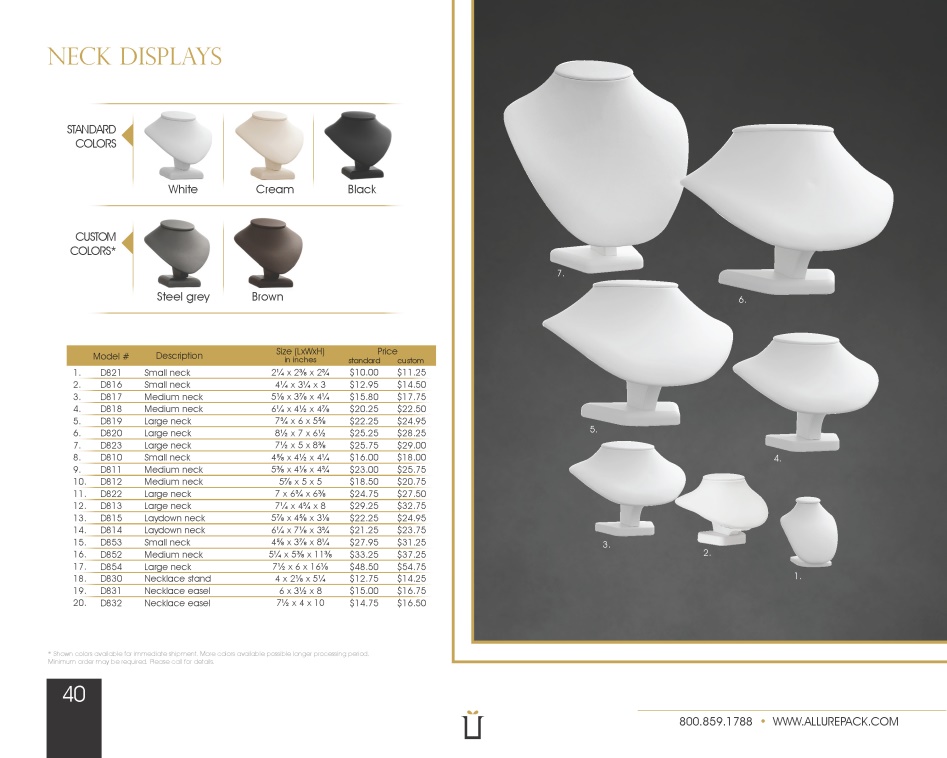 NECK DISPLAYS
STANDARD
COLORS
White Cream Black
CUSTOM
COLORS*
Steel grey Brown
Model # Description Size (LxWxH) in inches Price standard custom
1. D821 Small neck 2¼ x 2⅜ x 2¾ $10.00 $11.25
2. D816 Small neck 4¼ x 3¼ x 3 $12.95 $14.50
3. D817 Medium neck 5⅛ x 3⅞ x 4¼ $15.80 $17.75
4. D818 Medium neck 6¼ x 4½ x 4⅞ $20.25 $22.50
5. D819 Large neck 7¾ x 6 x 5⅝ $22.25 $24.95
6. D820 Large neck 8½ x 7 x 6½ $25.25 $28.25
7. D823 Large neck 7½ x 5 x 8⅜ $25.75 $29.00
8. D810 Small neck 4⅝ x 4½ x 4¼ $16.00 $18.00
9. D811 Medium neck 5⅜ x 4⅛ x 4¾ $23.00 $25.75
10. D812 Medium neck 5⅞ x 5 x 5 $18.50 $20.75
11. D822 Large neck 7 x 6¾ x 6⅜ $24.75 $27.50
12. D813 Large neck 7¼ x 4¾ x 8 $29.25 $32.75
13. D815 Laydown neck 5⅞ x 4⅝ x 3⅛ $22.25 $24.95
14. D814 Laydown neck 6¼ x 7⅛ x 3¾ $21.25 $23.75
15. D853 Small neck 4⅝ x 3⅞ x 8¼ $27.95 $31.25
16. D852 Medium neck 5¼ x 5⅜ x 11⅜ $33.25 $37.25
17. D854 Large neck 7½ x 6 x 16⅛ $48.50 $54.75
18. D830 Necklace stand 4 x 2⅛ x 5¼ $12.75 $14.25
19. D831 Necklace easel 6 x 3½ x 8 $15.00 $16.75
20. D832 Necklace easel 7½ x 4 x 10 $14.75 $16.50
* Shown colors available for immediate shipment. More colors available possible longer processing period.
Minimum order may be required. Please call for details.
40
7.
6.
5.
4.
3.
2.
1.
800.859.1788 • WWW.ALLUREPACK.COM